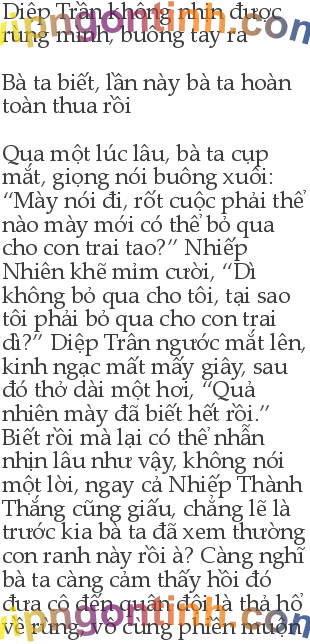 Diệp Trân không nhịn được
rùng mình, buông tay ra
vipngontinh.com
Bà ta biết, lần này bà ta hoàn
toàn thua rồi
Qua một lúc lâu, bà ta cụp
mắt, giọng nói buông xuôi:
“Mày nói đi, rốt cuộc phải thể
nào mày mới có thể bỏ qua
cho con trai tao?” Nhiếp
Nhiên khẽ mỉm cười, “Dì
không bỏ qua cho tôi, tại sao
tôi phải bỏ qua cho con trai
dì?” Diệp Trân ngước mắt lên,
kinh ngạc mất mấy giây, sau
đó thở dài một hơi, “Quả
nhiên mày đã biết hết rồi.”
Biết rồi mà lại có thể nhẫn
nhịn lâu như vậy, không nói
một lời, ngay cả Nhiếp Thành
Thắng cũng giấu, chẳng lẽ là
trước kia bà ta đã xem thường
con ranh này rồi à? Càng nghĩ
bà ta càng cảm thấy hồi đó
đưa cô đến quân đội là thả hổ
về rừng, vô cùng phiền muộn,
vipngontinh.com